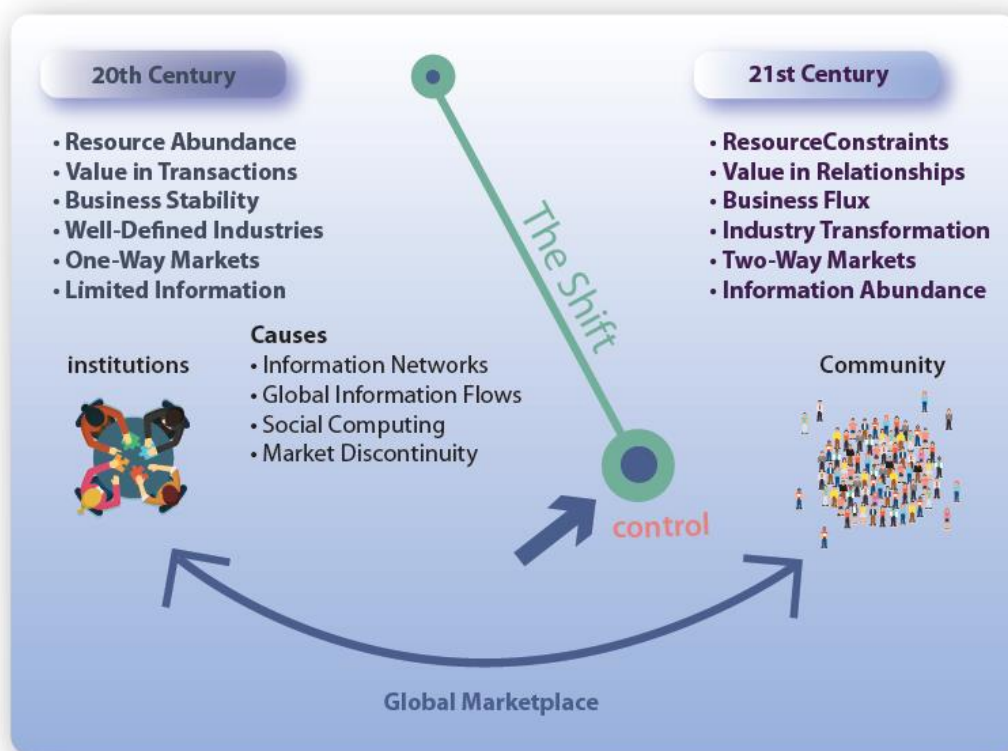 20th Century
• Resource Abundance
• Value in Transactions
• Business Stability
• Well-Defined Industries
• One-Way Markets
• Limited Information
institutions
Causes
• Information Networks
• Global Information Flows
• Social Computing
• Market Discontinuity
The Shift
control
21st Century
• ResourceConstraints
• Value in Relationships
• Business Flux
• Industry Transformation
• Two-Way Markets
• Information Abundance
Community
Global Marketplace